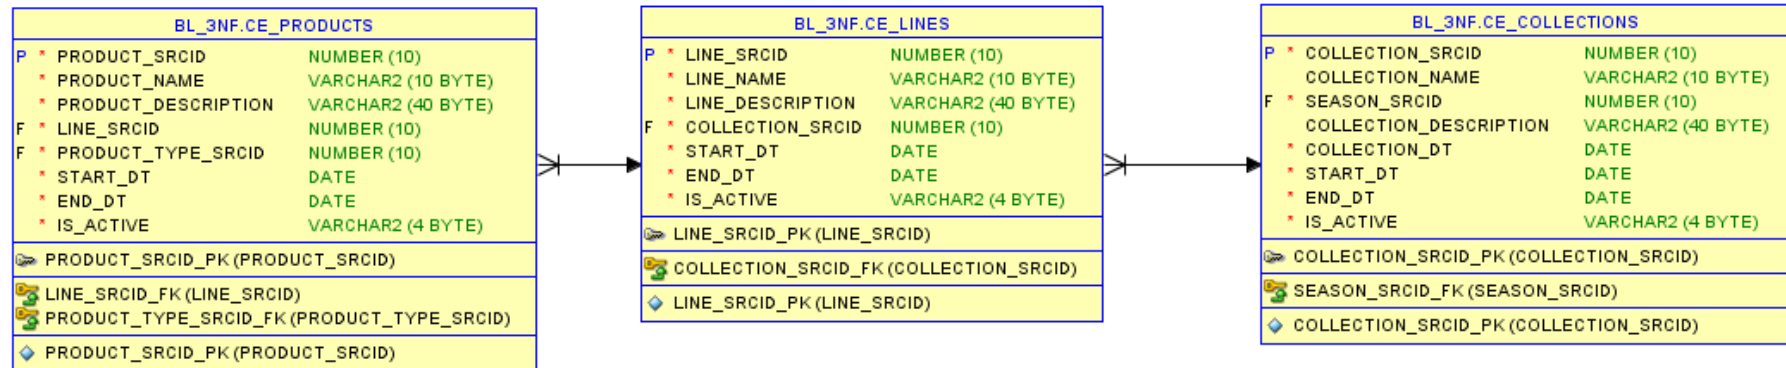 BL_3NF.CE_PRODUCTS
P * PRODUCT_SRCID NUMBER (10)
* PRODUCT_NAME VARCHAR2 (10 BYTE)
* PRODUCT_DESCRIPTION VARCHAR2 (40 BYTE)
F * LINE_SRCID NUMBER (10)
F * PRODUCT_TYPE_SRCID NUMBER (10)
* START_DT DATE
* END_DT DATE
* IS_ACTIVE VARCHAR2 (4 BYTE)
PRODUCT_SRCID_PK (PRODUCT_SRCID)
LINE_SRCID_FK (LINE_SRCID)
PRODUCT_TYPE_SRCID_FK (PRODUCT_TYPE_SRCID)
PRODUCT_SRCID_PK (PRODUCT_SRCID)
BL_3NF.CE_LINES
P * LINE_SRCID NUMBER (10)
* LINE_NAME VARCHAR2 (10 BYTE)
* LINE_DESCRIPTION VARCHAR2 (40 BYTE)
F * COLLECTION_SRCID NUMBER (10)
* START_DT DATE
* END_DT DATE
* IS_ACTIVE VARCHAR2 (4 BYTE)
LINE_SRCID_PK (LINE_SRCID)
COLLECTION_SRCID_FK (COLLECTION_SRCID)
LINE_SRCID_PK (LINE_SRCID)
BL_3NF.CE_COLLECTIONS
P * COLLECTION_SRCID NUMBER (10)
COLLECTION_NAME VARCHAR2 (10 BYTE)
F * SEASON_SRCID NUMBER (10)
COLLECTION_DESCRIPTION VARCHAR2 (40 BYTE)
* COLLECTION_DT DATE
* START_DT DATE
* END_DT DATE
* IS_ACTIVE VARCHAR2 (4 BYTE)
COLLECTION_SRCID_PK (COLLECTION_SRCID)
SEASON_SRCID_FK (SEASON_SRCID)
COLLECTION_SRCID_PK (COLLECTION_SRCID)